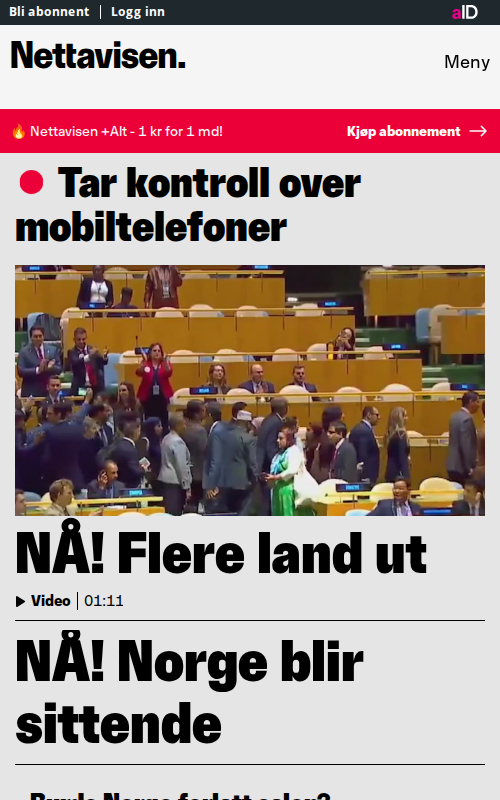 Bli abonnent | Logg inn
aID
Nettavisen.
Meny
🔥 Nettavisen +Alt - 1 kr for 1 md!
Kjøp abonnement →
Tar kontroll over
mobiltelefoner
NÅ! Flere land ut
Video | 01:11
NÅ! Norge blir
sittende